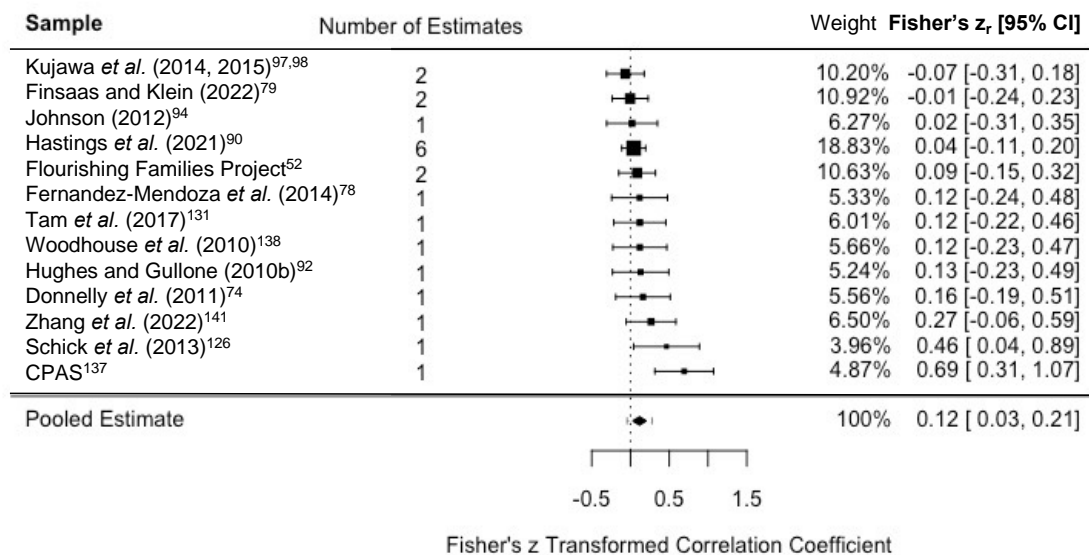 Sample Number of Estimates Weight Fisher's zr [95% CI]
Kujawa et al. (2014, 2015)97,98 2 10.20% -0.07 [-0.31, 0.18]
Finsaas and Klein (2022)79 2 10.92% -0.01 [-0.24, 0.23]
Johnson (2012)94 1 6.27% 0.02 [-0.31, 0.35]
Hastings et al. (2021)90 6 18.83% 0.04 [-0.11, 0.20]
Flourishing Families Project52 2 10.63% 0.09 [-0.15, 0.32]
Fernandez-Mendoza et al. (2014)78 1 5.33% 0.12 [-0.24, 0.48]
Tam et al. (2017)131 1 6.01% 0.12 [-0.22, 0.46]
Woodhouse et al. (2010)138 1 5.66% 0.12 [-0.23, 0.47]
Hughes and Gullone (2010b)92 1 5.24% 0.13 [-0.23, 0.49]
Donnelly et al. (2011)74 1 5.56% 0.16 [-0.19, 0.51]
Zhang et al. (2022)141 1 6.50% 0.27 [-0.06, 0.59]
Schick et al. (2013)126 1 3.96% 0.46 [ 0.04, 0.89]
CPAS137 1 4.87% 0.69 [ 0.31, 1.07]
Pooled Estimate 100% 0.12 [ 0.03, 0.21]
-0.5 0.5 1.5
Fisher's z Transformed Correlation Coefficient